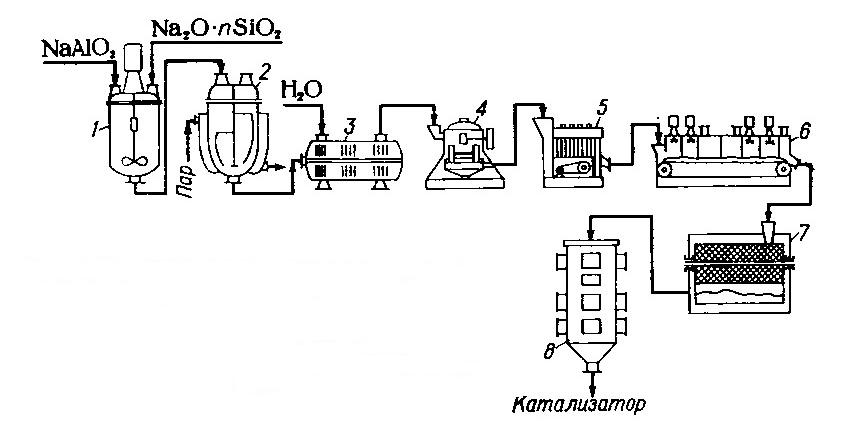 Na₂O·nSiO₂
NaAlO₂
1
2
Пар
H₂O
3
4
5
6
7
8
Катализатор